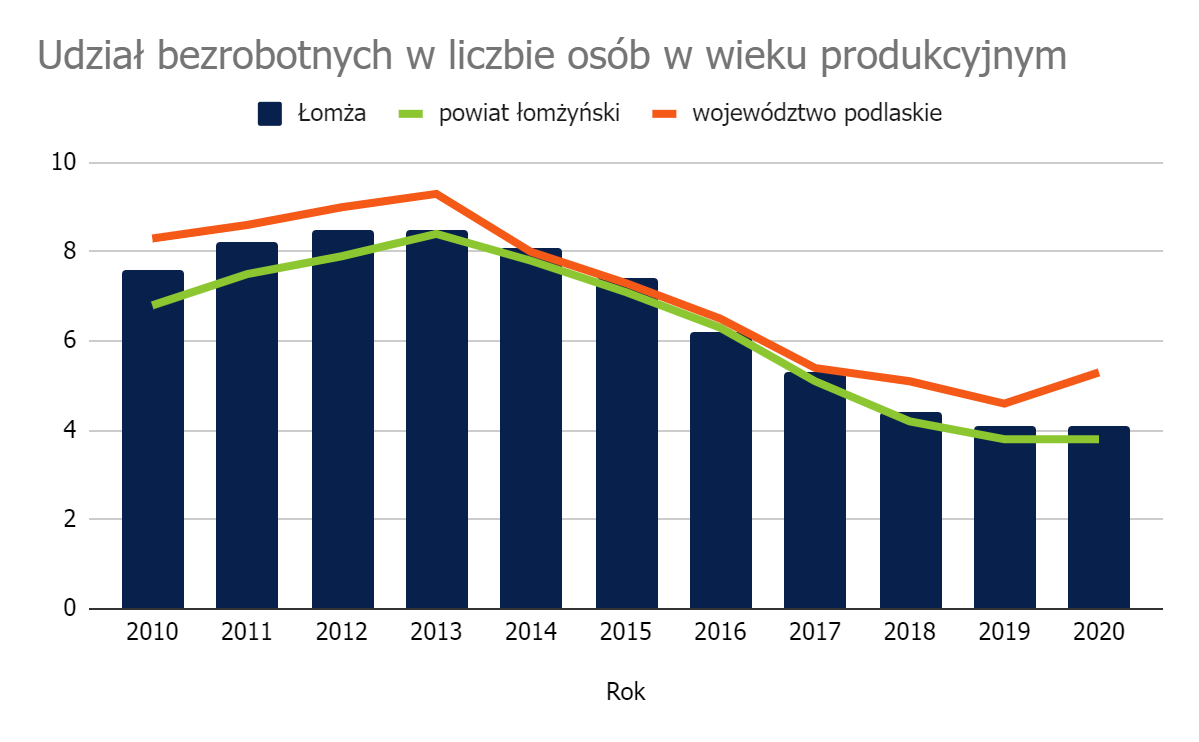 Udział bezrobotnych w liczbie osób w wieku produkcyjnym
Łomża powiat łomżyński województwo podlaskie
10
8
6
4
2
0
2010 2011 2012 2013 2014 2015 2016 2017 2018 2019 2020
Rok